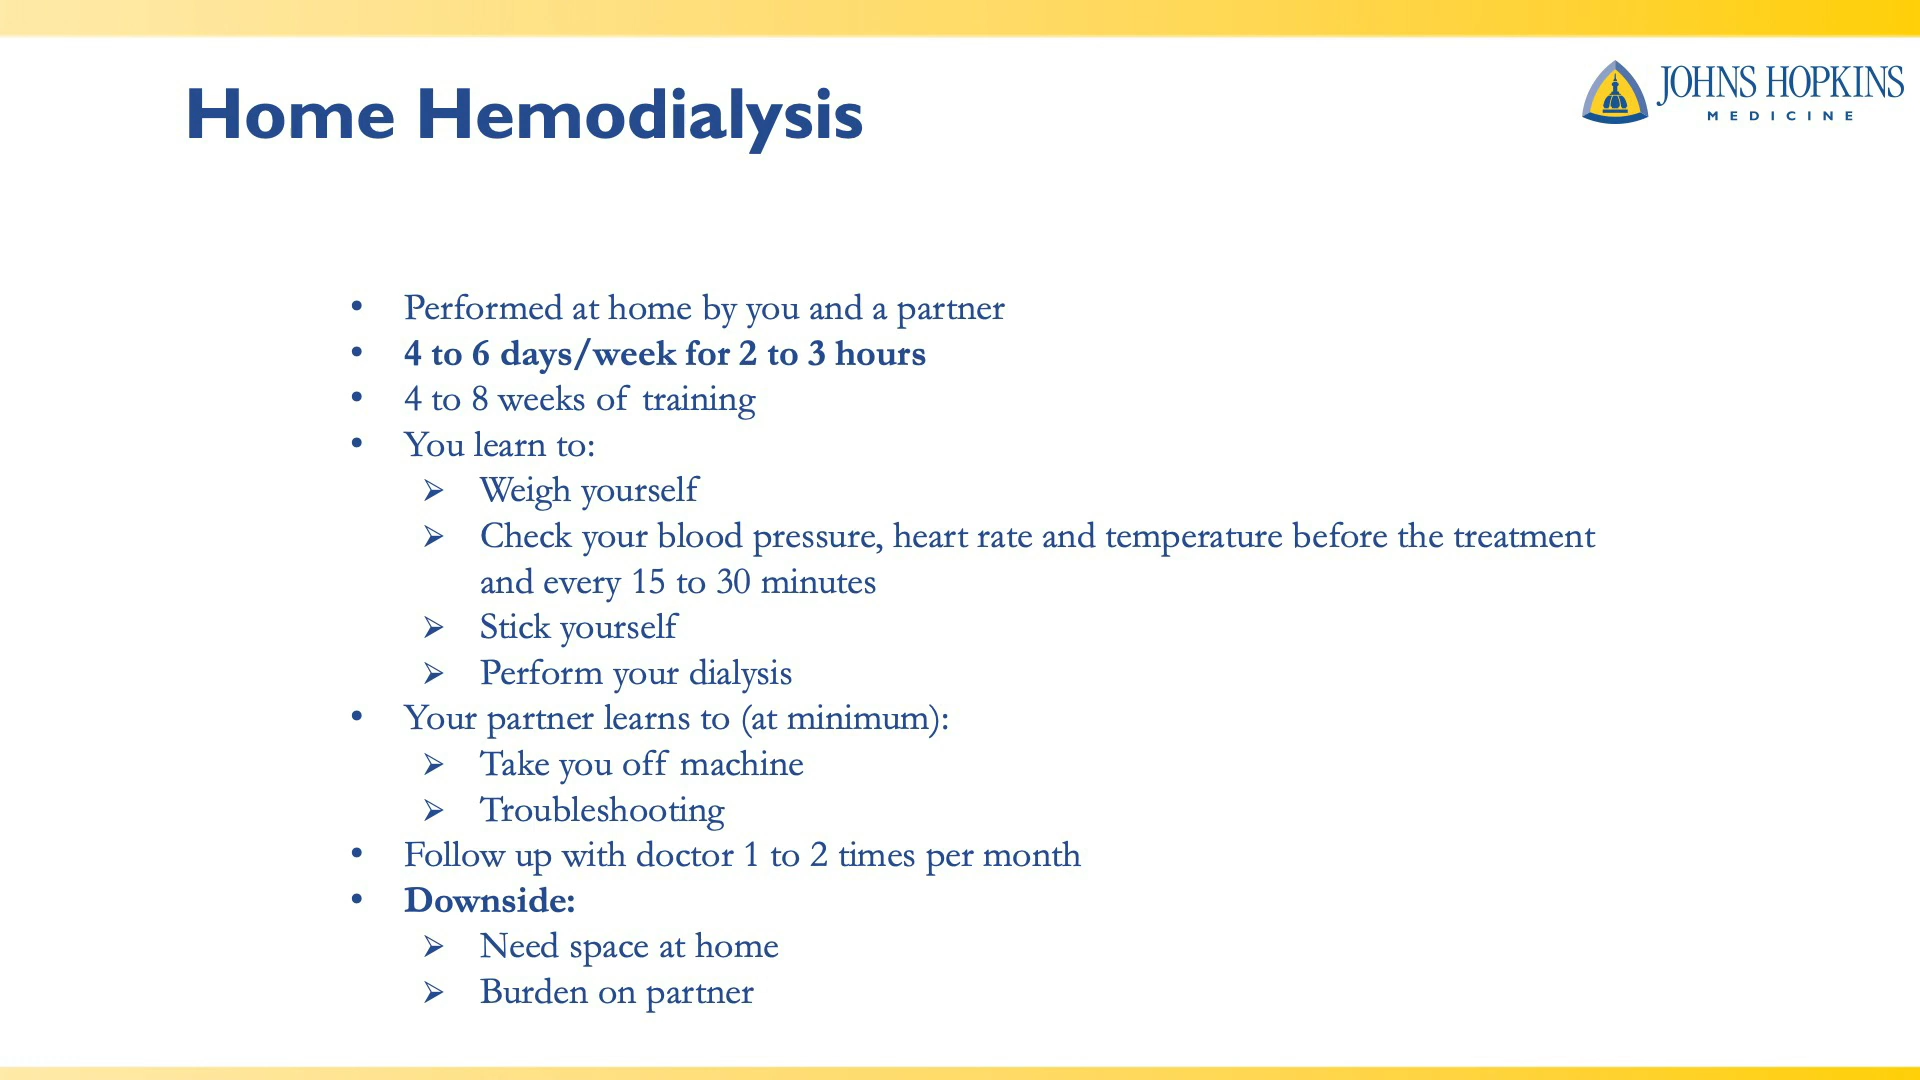 Home Hemodialysis
JOHNS HOPKINS
MEDICINE
• Performed at home by you and a partner
• 4 to 6 days/week for 2 to 3 hours
• 4 to 8 weeks of training
• You learn to:
➢ Weigh yourself
➢ Check your blood pressure, heart rate and temperature before the treatment
and every 15 to 30 minutes
➢ Stick yourself
➢ Perform your dialysis
• Your partner learns to (at minimum):
➢ Take you off machine
➢ Troubleshooting
• Follow up with doctor 1 to 2 times per month
• Downside:
➢ Need space at home
➢ Burden on partner